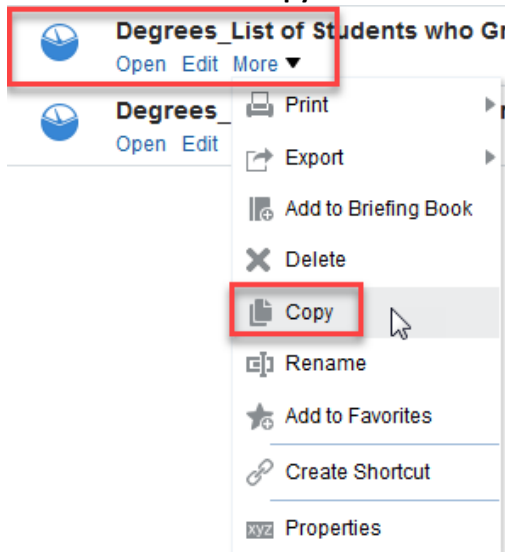 Degrees_List of Students who Gr
Open Edit More ▼
Degrees_
Open Edit
Print
Export
Add to Briefing Book
Delete
Copy
Rename
Add to Favorites
Create Shortcut
xyz Properties